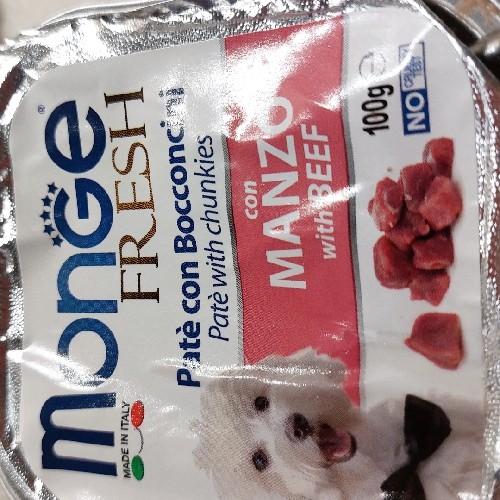 monGe®
FRESH
MADE IN ITALY
Patè con Bocconcini
Patè with chunkies
con
MANZO
with BEEF
100g e
NO